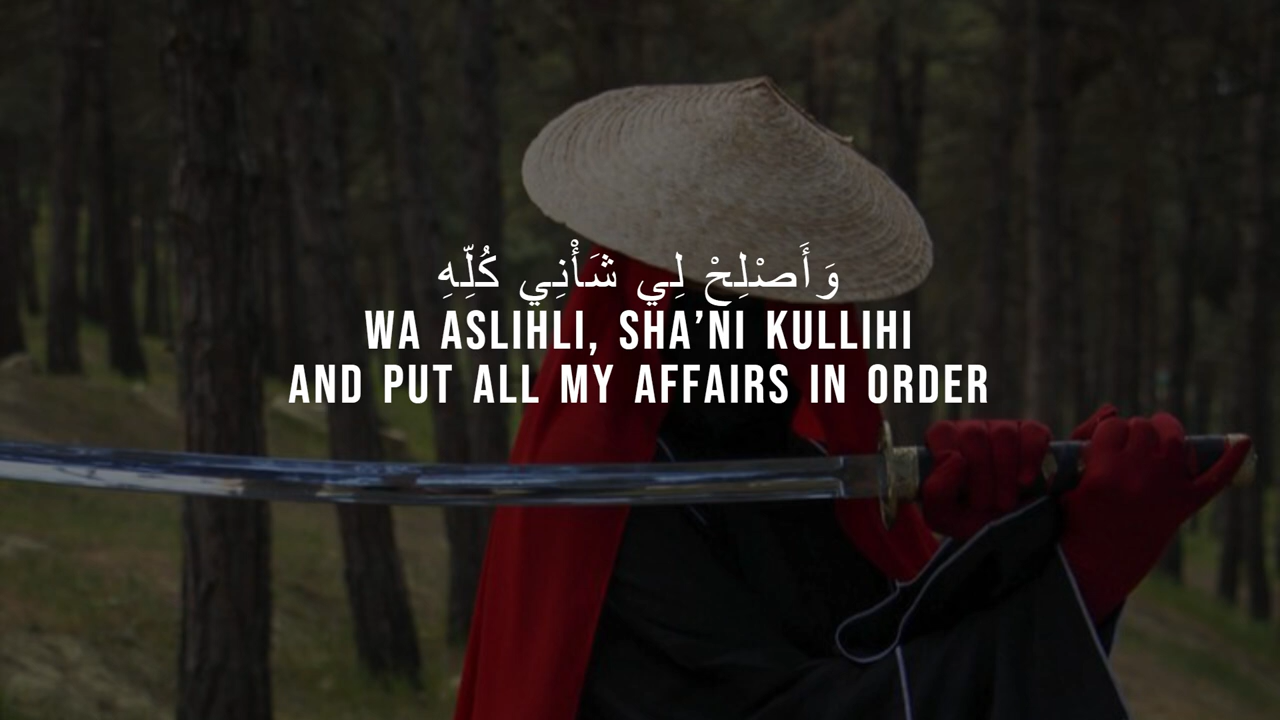 وَأَصْلِحْ لِي شَأْنِي كُلِّهِ
WA ASLIHLI, SHA’NI KULLIHI
AND PUT ALL MY AFFAIRS IN ORDER